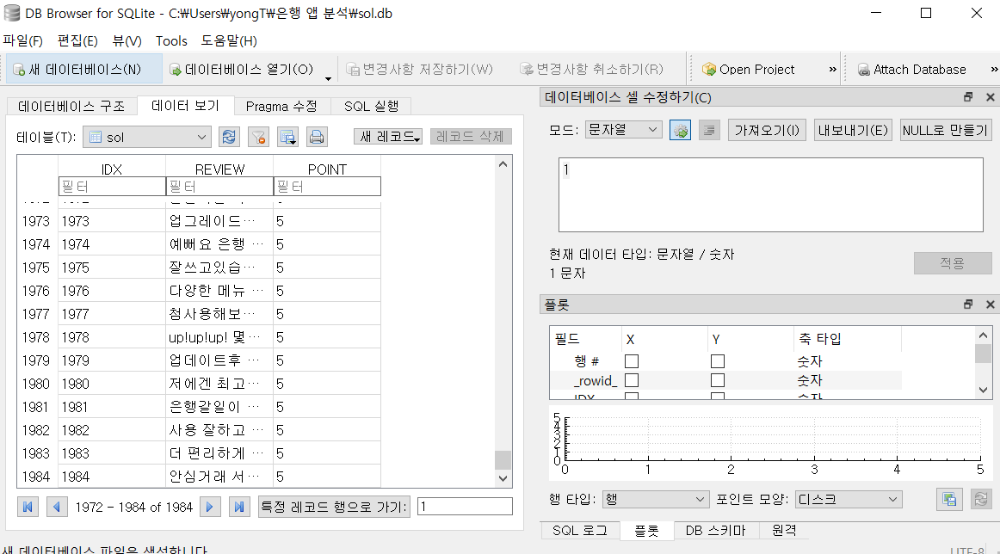 DB Browser for SQLite - C:₩Users₩yongT₩은행 앱 분석₩sol.db
파일(F) 편집(E) 뷰(V) Tools 도움말(H)
새 데이터베이스(N) 데이터베이스 열기(O) 변경사항 저장하기(W) 변경사항 취소하기(R) Open Project » Attach Database »
데이터베이스 구조 데이터 보기 Pragma 수정 SQL 실행
테이블(T): sol 새 레코드 레코드 삭제
IDX REVIEW POINT
필터 필터 필터
1973 1973 업그레이드… 5
1974 1974 예뻐요 은행 … 5
1975 1975 잘쓰고있습… 5
1976 1976 다양한 메뉴 … 5
1977 1977 첨사용해보… 5
1978 1978 up!up!up! 몇… 5
1979 1979 업데이트후 … 5
1980 1980 저에겐 최고… 5
1981 1981 은행갈일이 … 5
1982 1982 사용 잘하고 … 5
1983 1983 더 편리하게 … 5
1984 1984 안심거래 서… 5
1972 - 1984 of 1984 특정 레코드 행으로 가기: 1
데이터베이스 셀 수정하기(C)
모드: 문자열 가져오기(I) 내보내기(E) NULL로 만들기
1
현재 데이터 타입: 문자열 / 숫자
1 문자
적용
플롯
필드 X Y 축 타입
행 # 숫자
_rowid_ 숫자
IDX 숫자
5
4
3
2
1
0
0 1 2 3 4 5
행 타입: 행 포인트 모양: 디스크
SQL 로그 플롯 DB 스키마 원격
새 데이터베이스 파일을 생성합니다
UTF-8